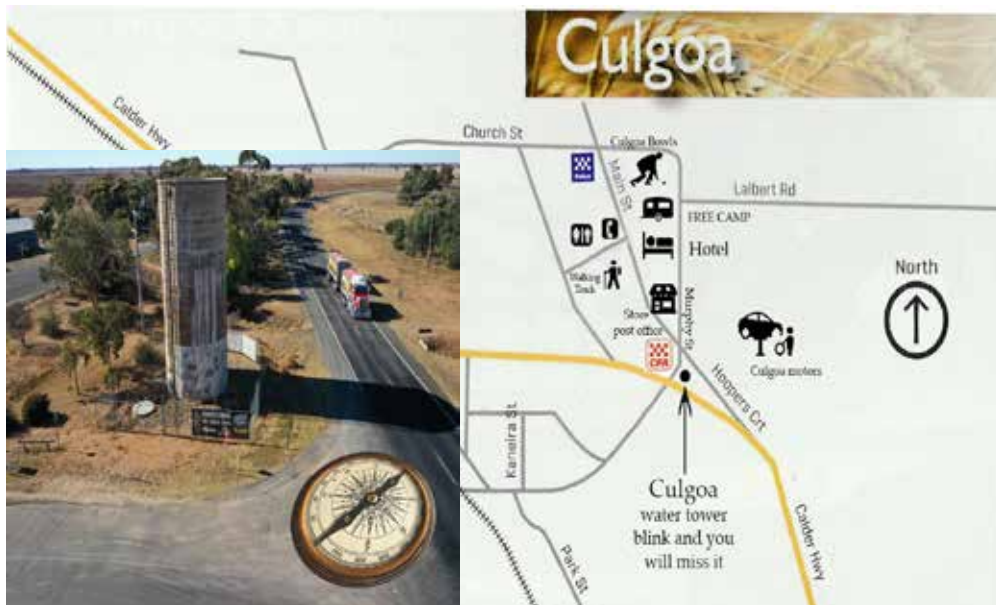 Culgoa
Calder Hwy
Church St
Culgoa Bowls
Main St
Lalbert Rd
FREE CAMP
Hotel
North
Walking
Track
Store
post office
Murphy St
CFA
Culgoa motors
Hoopers Crt
Kaneira St.
Culgoa
water tower
blink and you
will miss it
Calder Hwy
Park St